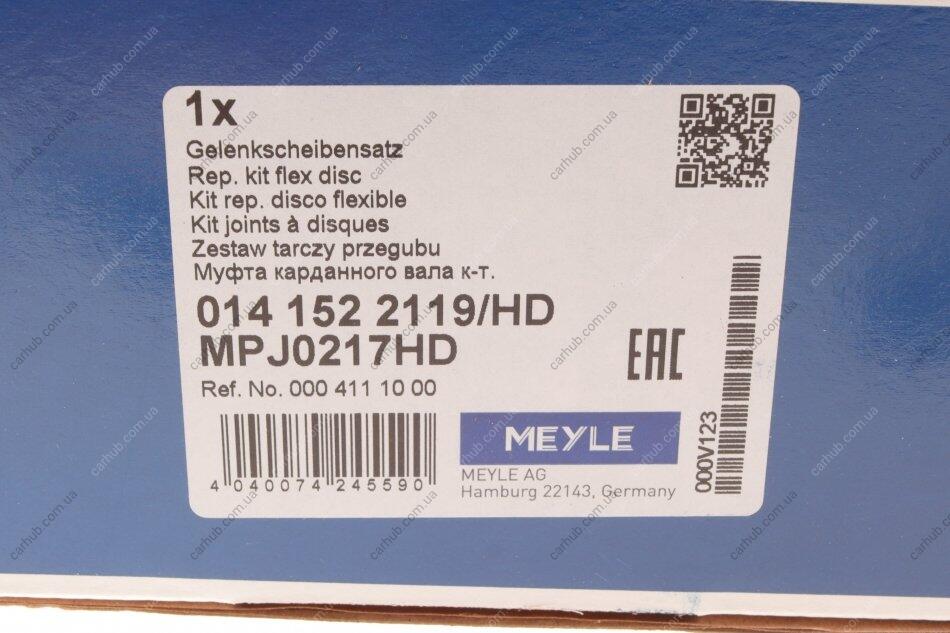 1x
Gelenkscheibensatz
Rep. kit flex disc
Kit rep. disco flexible
Kit joints à disques
Zestaw tarczy przegubu
Муфта карданного вала к-т.
014 152 2119/HD
MPJ0217HD
Ref. No. 000 411 10 00
EAC
000V123
4 040074 245590
MEYLE
MEYLE AG
Hamburg 22143, Germany
carhub.com.ua